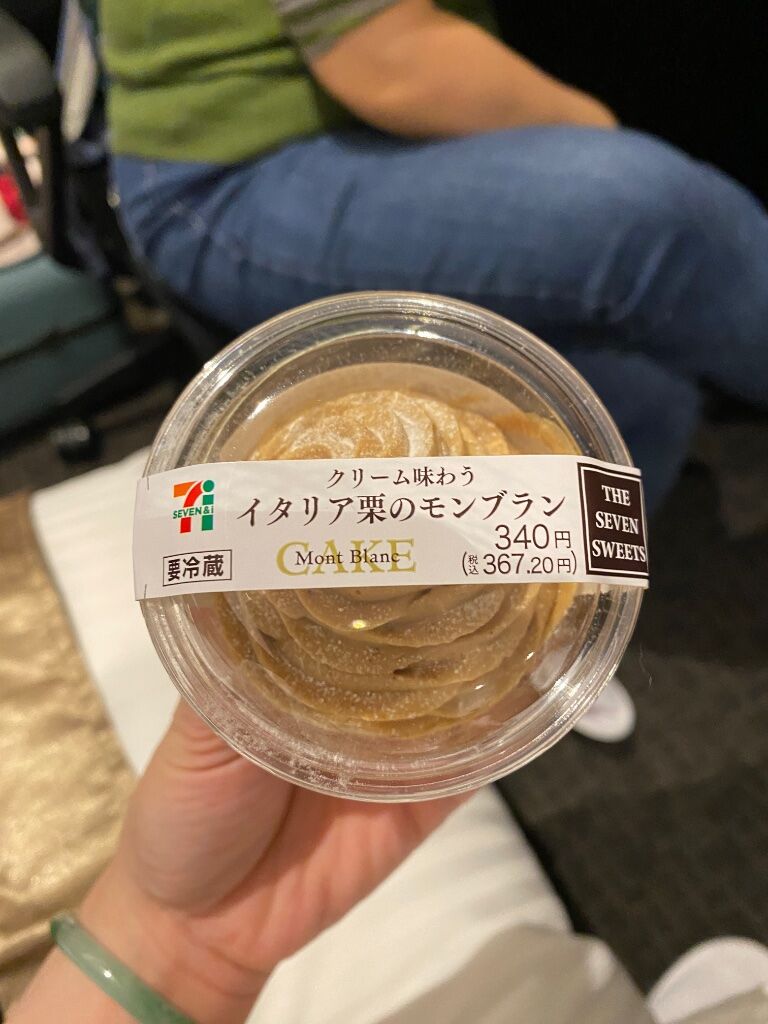 クリーム味わう
イタリア栗のモンブラン
7i
SEVEN & i
340円
(税込 367.20円)
要冷蔵
CAKE
Mont Blanc
THE
SEVEN
SWEETS